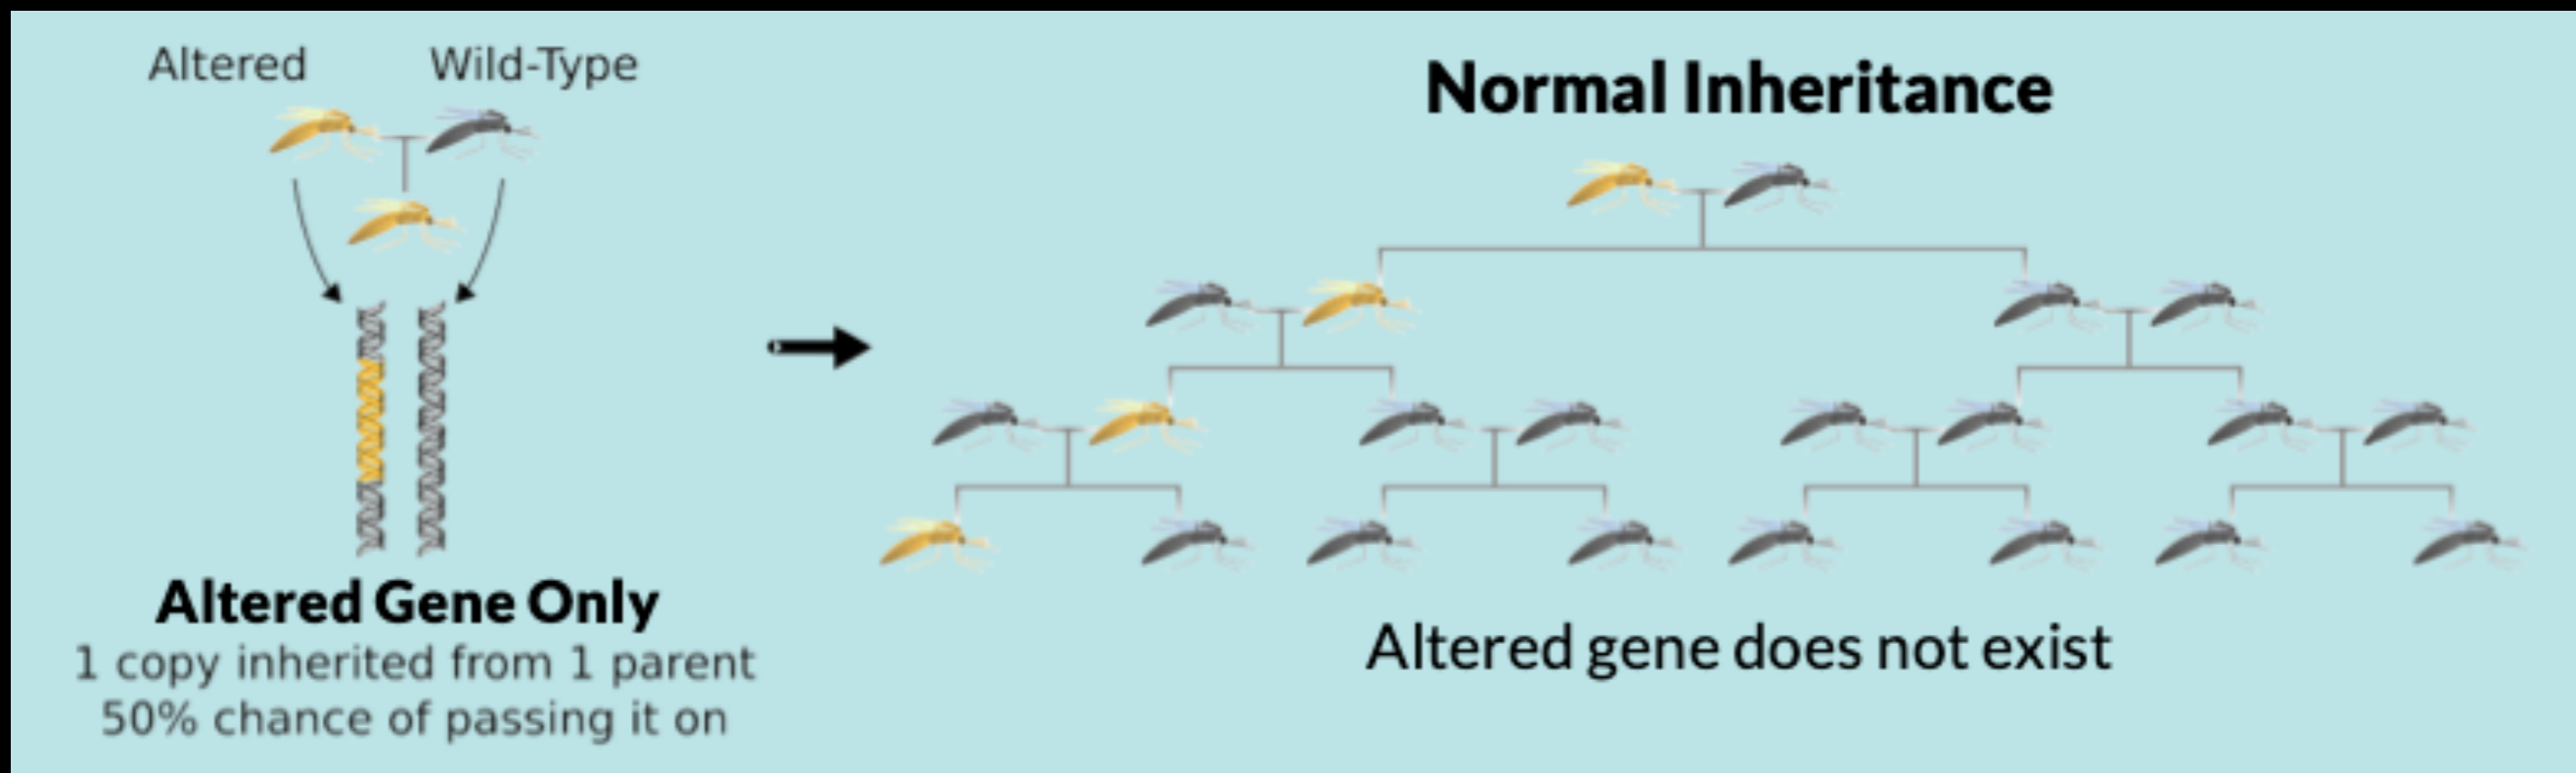 Altered Wild-Type
Altered Gene Only
1 copy inherited from 1 parent
50% chance of passing it on
Normal Inheritance
Altered gene does not exist